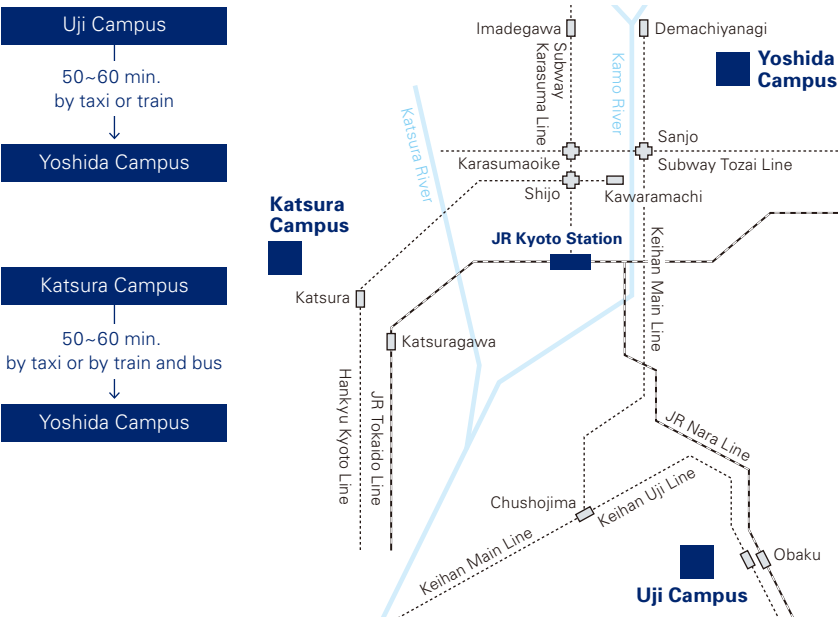 Uji Campus
50~60 min.
by taxi or train
Yoshida Campus
Katsura Campus
50~60 min.
by taxi or by train and bus
Yoshida Campus
Imadegawa
Demachiyanagi
Subway
Karasuma Line
Kamo River
Yoshida
Campus
Katsura River
Sanjo
Karasumaoike
Subway Tozai Line
Shijo
Kawaramachi
Katsura
Campus
JR Kyoto Station
Keihan Main Line
Katsura
Katsuragawa
Hankyu Kyoto Line
JR Tokaido Line
JR Nara Line
Chushojima
Keihan Uji Line
Keihan Main Line
Obaku
Uji Campus